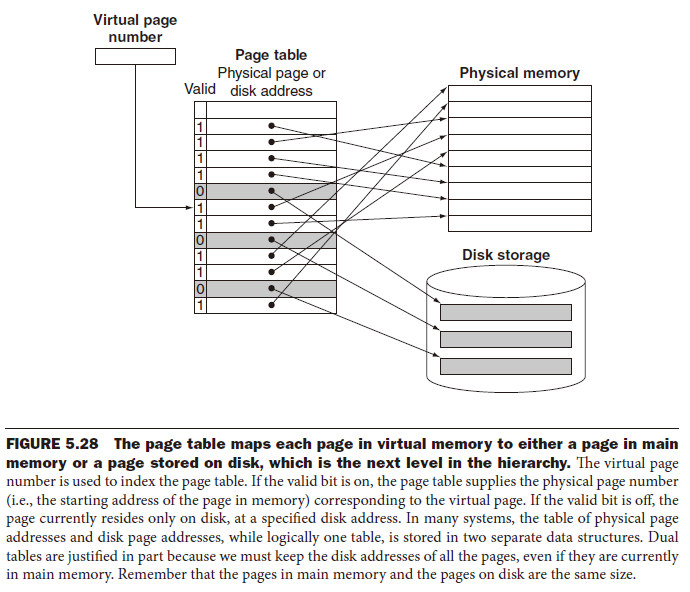 Virtual page
number
Page table
Physical page or
Valid disk address
Physical memory
1
1
1
1
0
1
1
0
1
1
0
1
Disk storage
FIGURE 5.28 The page table maps each page in virtual memory to either a page in main
memory or a page stored on disk, which is the next level in the hierarchy. The virtual page
number is used to index the page table. If the valid bit is on, the page table supplies the physical page number
(i.e., the starting address of the page in memory) corresponding to the virtual page. If the valid bit is off, the
page currently resides only on disk, at a specified disk address. In many systems, the table of physical page
addresses and disk page addresses, while logically one table, is stored in two separate data structures. Dual
tables are justified in part because we must keep the disk addresses of all the pages, even if they are currently
in main memory. Remember that the pages in main memory and the pages on disk are the same size.